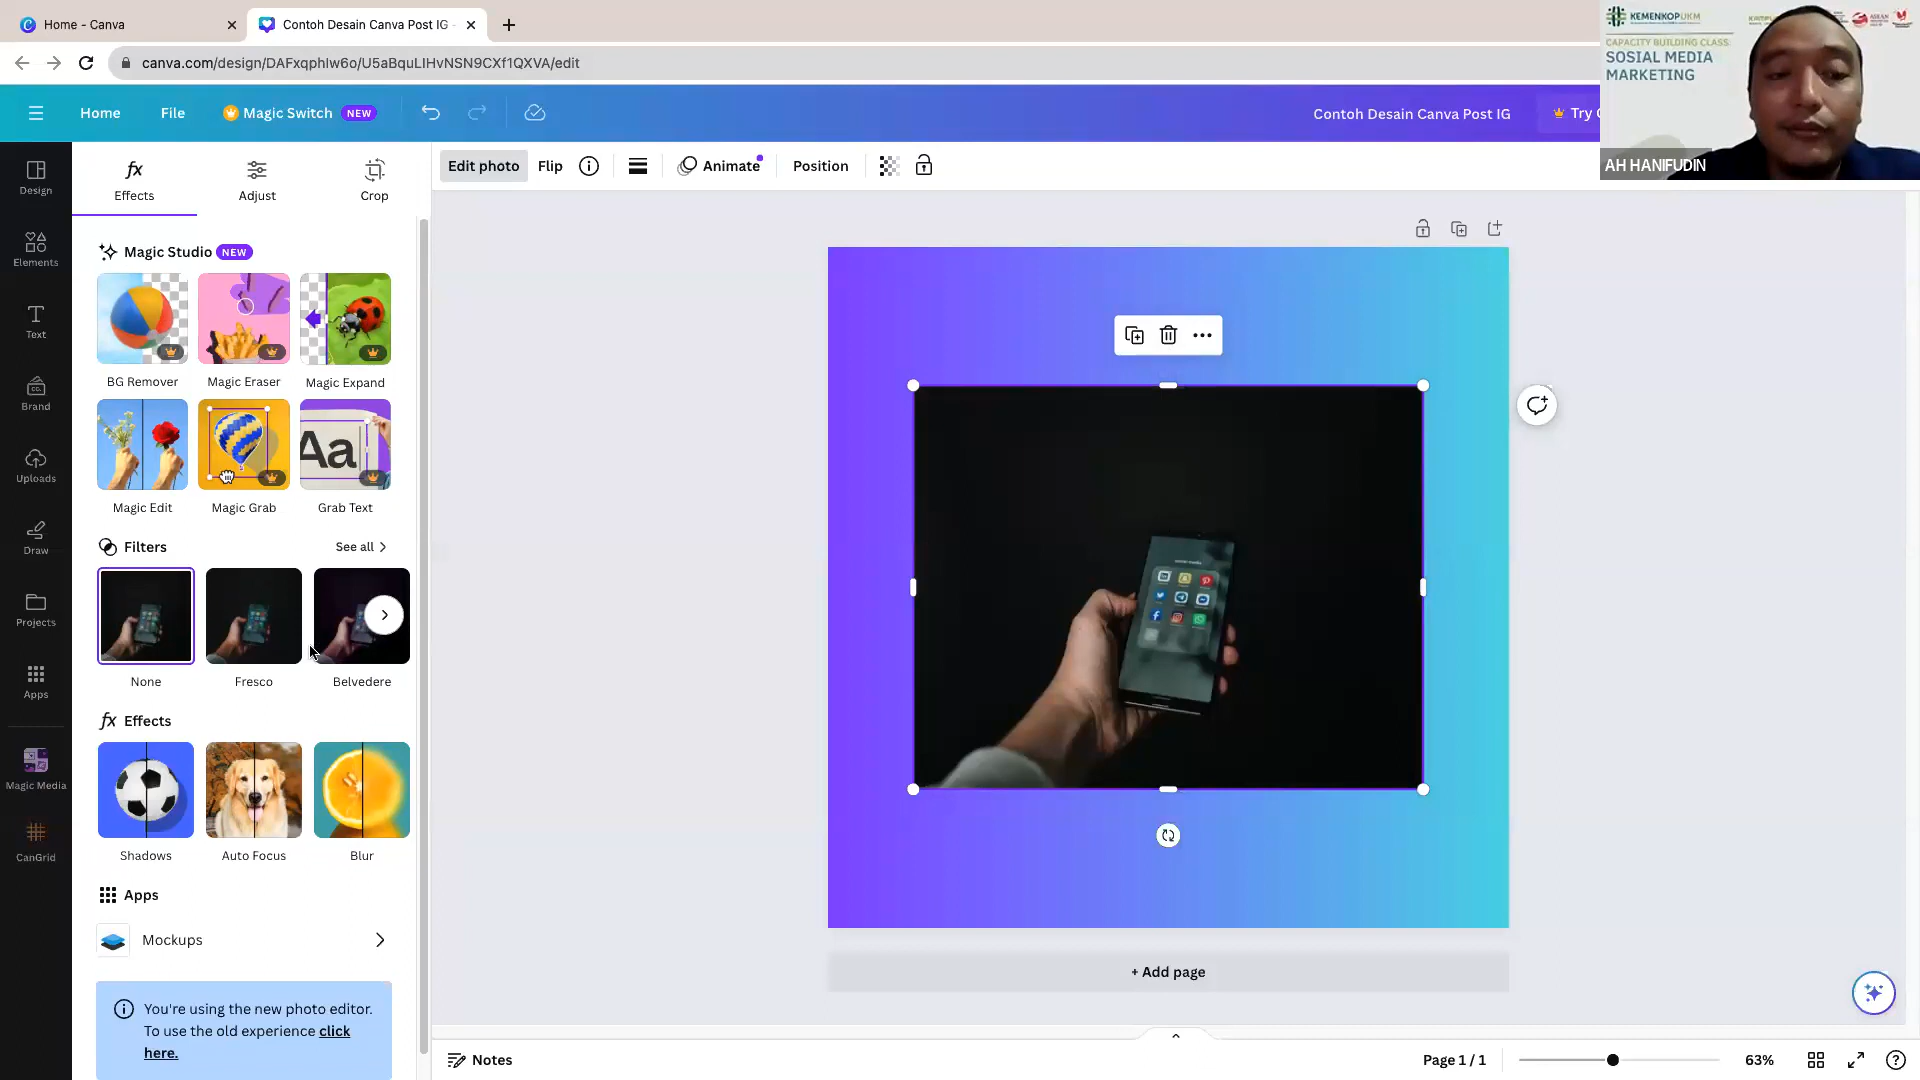 Home - Canva
Contoh Desain Canva Post IG -
canva.com/design/DAFxqphIw6o/U5aBquLIHvNSN9CXf1QXVA/edit
Home
File
Magic Switch
NEW
Contoh Desain Canva Post IG
Try
KEMENKOPUKM
ASEAN
CAPACITY BUILDING CLASS:
SOSIAL MEDIA
MARKETING
AH HANIFUDIN
Design
Elements
Text
Brand
Uploads
Draw
Projects
Apps
Magic Media
CanGrid
Effects
Adjust
Crop
Edit photo
Flip
Animate
Position
Magic Studio
NEW
BG Remover
Magic Eraser
Magic Expand
Aa
Magic Edit
Magic Grab
Grab Text
Filters
See all
None
Fresco
Belvedere
Effects
Shadows
Auto Focus
Blur
Apps
Mockups
You're using the new photo editor.
To use the old experience click
here.
+ Add page
Notes
Page 1 / 1
63%